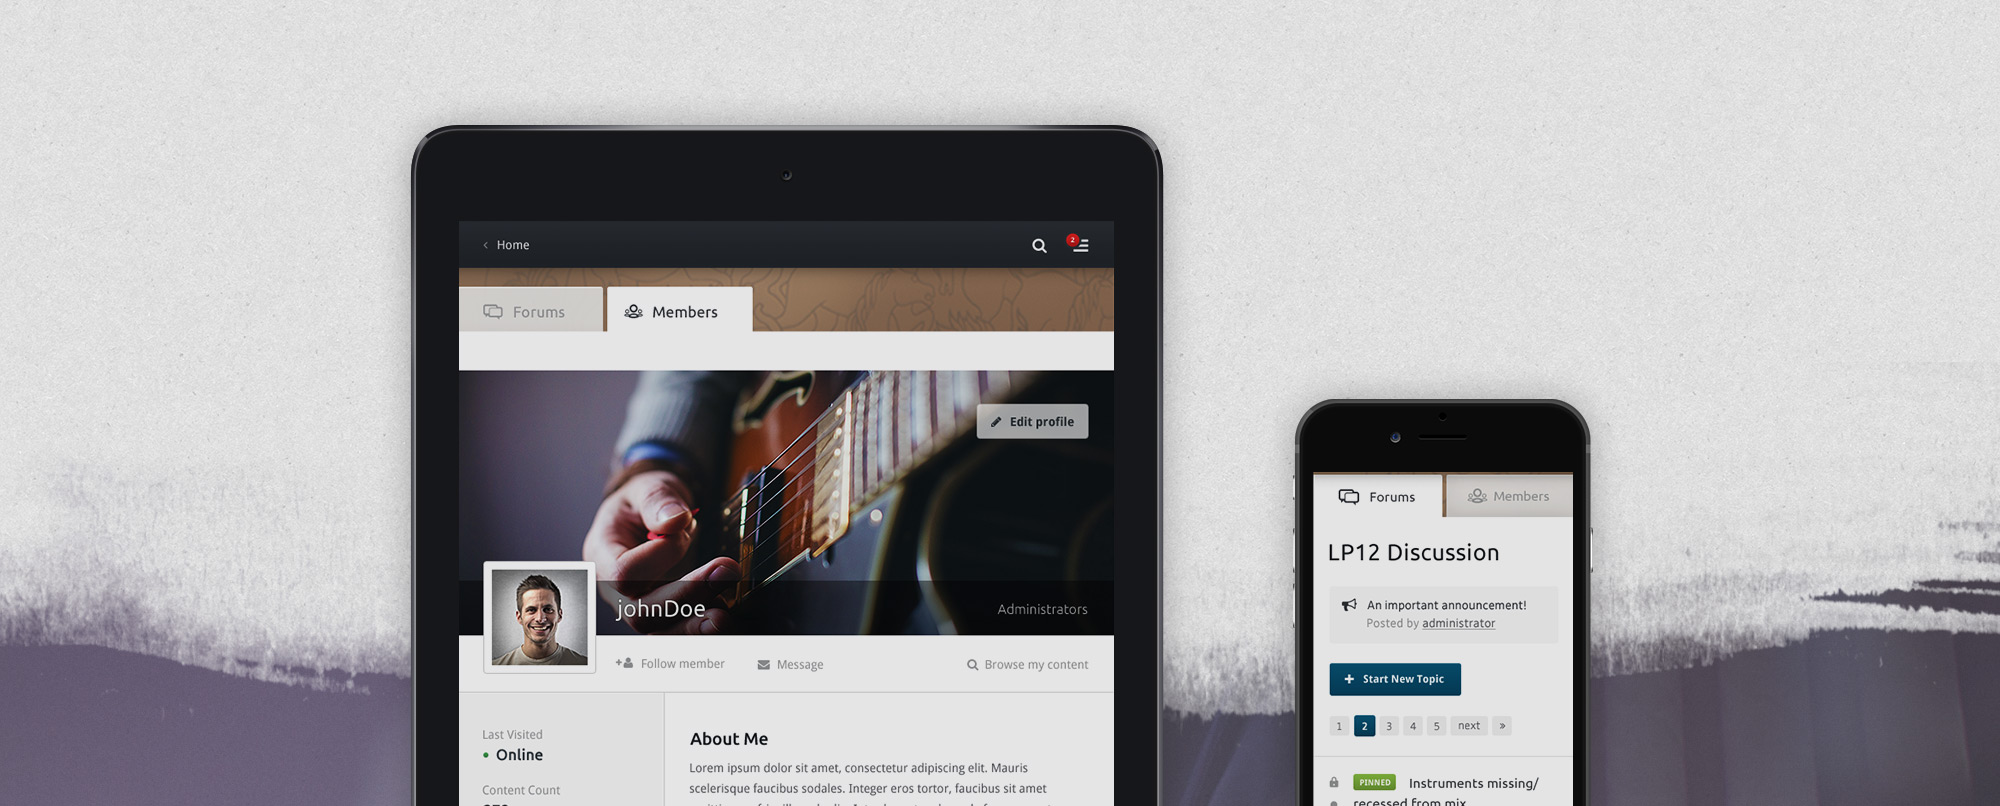 Home
2
Forums
Members
Edit profile
johnDoe
Administrators
Follow member
Message
Browse my content
Last Visited
Online
Content Count
About Me
Lorem ipsum dolor sit amet, consectetur adipiscing elit. Mauris
scelerisque faucibus sodales. Integer eros tortor, faucibus sit amet
Forums
Members
LP12 Discussion
An important announcement!
Posted by administrator
+ Start New Topic
1 2 3 4 5 next »
PINNED Instruments missing/
recessed from mix